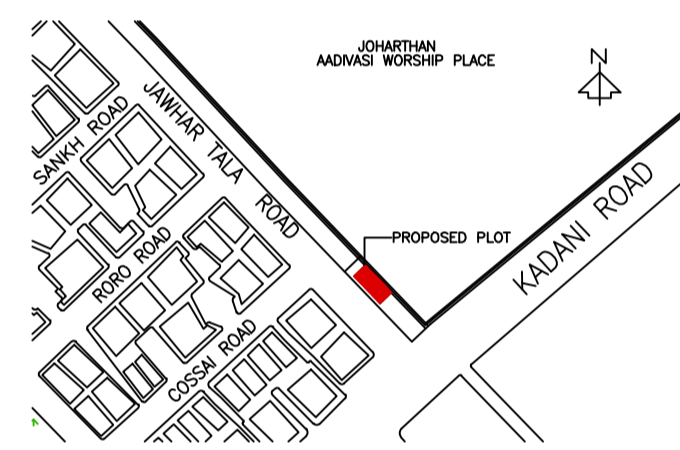 JOHARTHAN
AADIVASI WORSHIP PLACE
N
JAWHAR TALA ROAD
SANKH ROAD
KADANI ROAD
PROPOSED PLOT
RORO ROAD
COSSAI ROAD